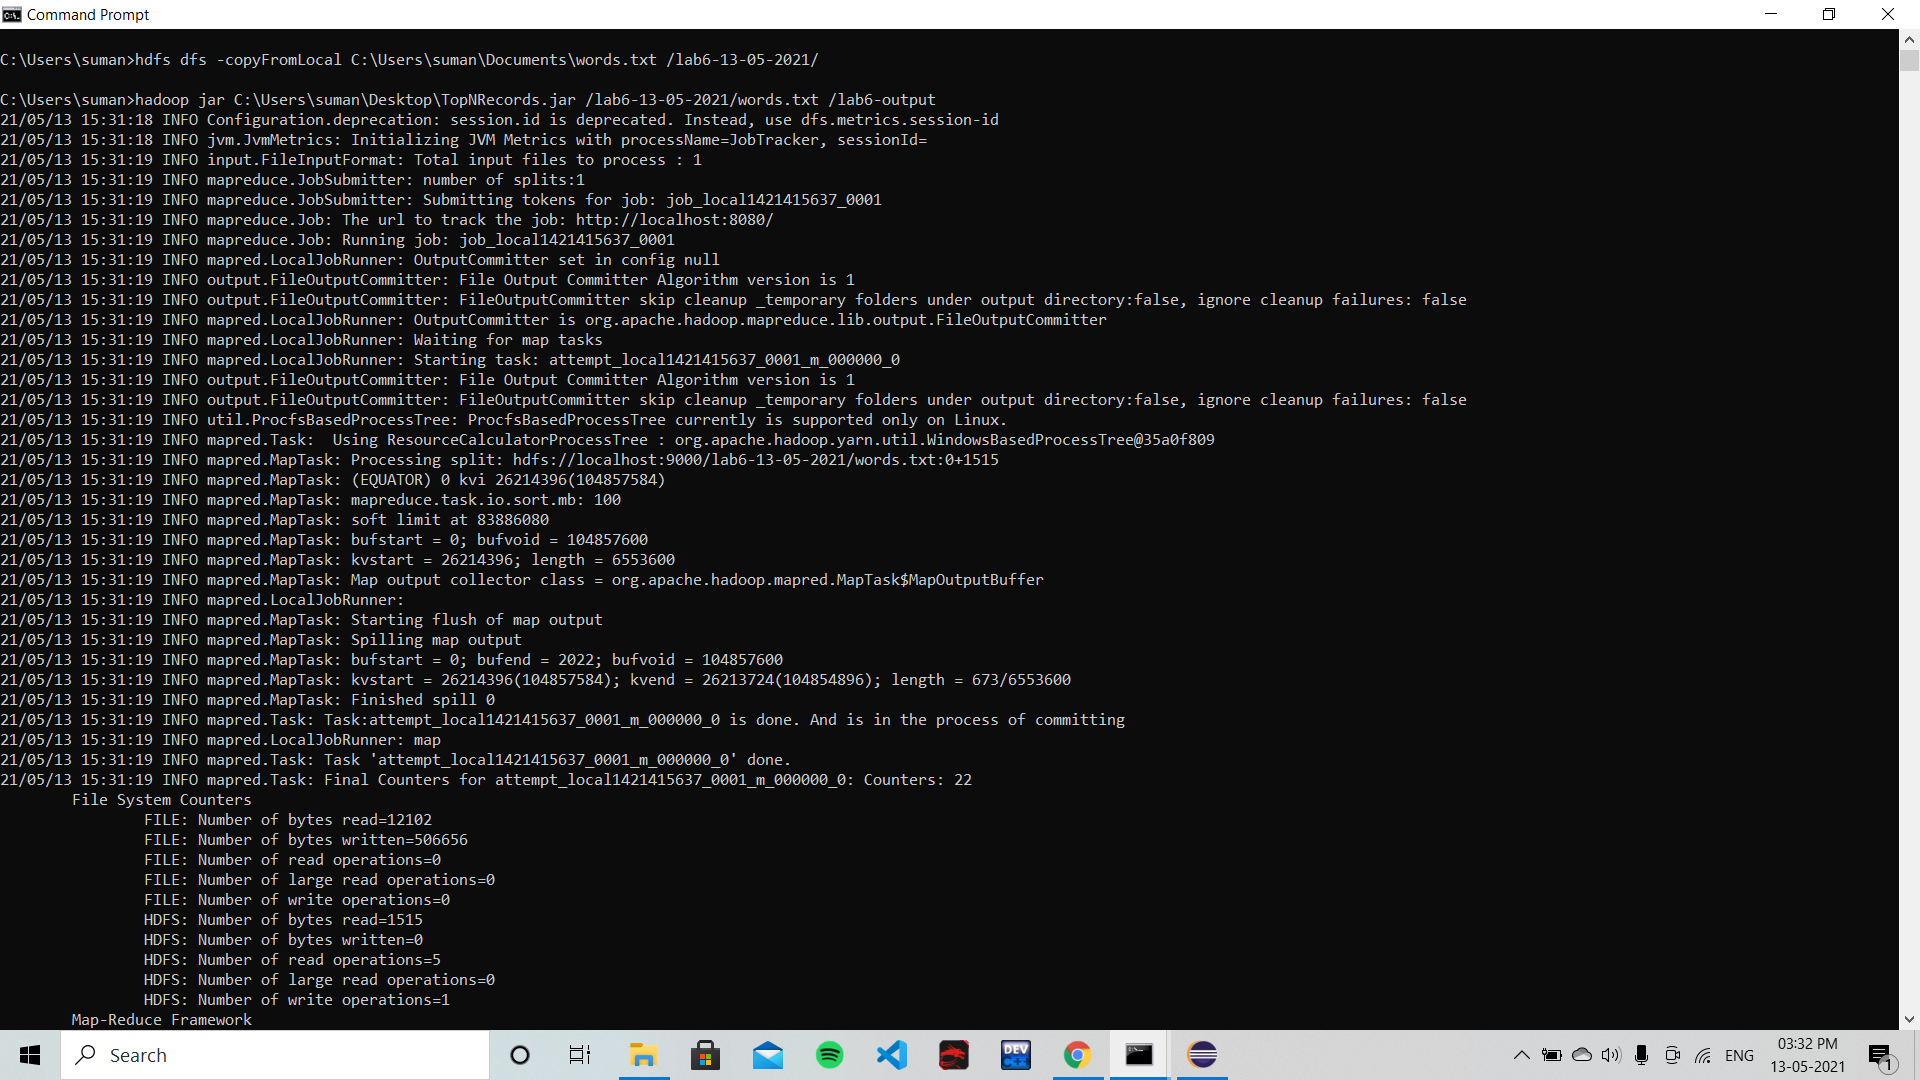 Command Prompt
C:\Users\suman>hdfs dfs -copyFromLocal C:\Users\suman\Documents\words.txt /lab6-13-05-2021/
C:\Users\suman>hadoop jar C:\Users\suman\Desktop\TopNRecords.jar /lab6-13-05-2021/words.txt /lab6-output
21/05/13 15:31:18 INFO Configuration.deprecation: session.id is deprecated. Instead, use dfs.metrics.session-id
21/05/13 15:31:18 INFO jvm.JvmMetrics: Initializing JVM Metrics with processName=JobTracker, sessionId=
21/05/13 15:31:19 INFO input.FileInputFormat: Total input files to process : 1
21/05/13 15:31:19 INFO mapreduce.JobSubmitter: number of splits:1
21/05/13 15:31:19 INFO mapreduce.JobSubmitter: Submitting tokens for job: job_local1421415637_0001
21/05/13 15:31:19 INFO mapreduce.Job: The url to track the job: http://localhost:8080/
21/05/13 15:31:19 INFO mapreduce.Job: Running job: job_local1421415637_0001
21/05/13 15:31:19 INFO mapred.LocalJobRunner: OutputCommitter set in config null
21/05/13 15:31:19 INFO output.FileOutputCommitter: File Output Committer Algorithm version is 1
21/05/13 15:31:19 INFO output.FileOutputCommitter: FileOutputCommitter skip cleanup _temporary folders under output directory:false, ignore cleanup failures: false
21/05/13 15:31:19 INFO mapred.LocalJobRunner: OutputCommitter is org.apache.hadoop.mapreduce.lib.output.FileOutputCommitter
21/05/13 15:31:19 INFO mapred.LocalJobRunner: Waiting for map tasks
21/05/13 15:31:19 INFO mapred.LocalJobRunner: Starting task: attempt_local1421415637_0001_m_000000_0
21/05/13 15:31:19 INFO output.FileOutputCommitter: File Output Committer Algorithm version is 1
21/05/13 15:31:19 INFO output.FileOutputCommitter: FileOutputCommitter skip cleanup _temporary folders under output directory:false, ignore cleanup failures: false
21/05/13 15:31:19 INFO util.ProcfsBasedProcessTree: ProcfsBasedProcessTree currently is supported only on Linux.
21/05/13 15:31:19 INFO mapred.Task:  Using ResourceCalculatorProcessTree : org.apache.hadoop.yarn.util.WindowsBasedProcessTree@35a0f809
21/05/13 15:31:19 INFO mapred.MapTask: Processing split: hdfs://localhost:9000/lab6-13-05-2021/words.txt:0+1515
21/05/13 15:31:19 INFO mapred.MapTask: (EQUATOR) 0 kvi 26214396(104857584)
21/05/13 15:31:19 INFO mapred.MapTask: mapreduce.task.io.sort.mb: 100
21/05/13 15:31:19 INFO mapred.MapTask: soft limit at 83886080
21/05/13 15:31:19 INFO mapred.MapTask: bufstart = 0; bufvoid = 104857600
21/05/13 15:31:19 INFO mapred.MapTask: kvstart = 26214396; length = 6553600
21/05/13 15:31:19 INFO mapred.MapTask: Map output collector class = org.apache.hadoop.mapred.MapTask$MapOutputBuffer
21/05/13 15:31:19 INFO mapred.LocalJobRunner:
21/05/13 15:31:19 INFO mapred.MapTask: Starting flush of map output
21/05/13 15:31:19 INFO mapred.MapTask: Spilling map output
21/05/13 15:31:19 INFO mapred.MapTask: bufstart = 0; bufend = 2022; bufvoid = 104857600
21/05/13 15:31:19 INFO mapred.MapTask: kvstart = 26214396(104857584); kvend = 26213724(104854896); length = 673/6553600
21/05/13 15:31:19 INFO mapred.MapTask: Finished spill 0
21/05/13 15:31:19 INFO mapred.Task: Task:attempt_local1421415637_0001_m_000000_0 is done. And is in the process of committing
21/05/13 15:31:19 INFO mapred.LocalJobRunner: map
21/05/13 15:31:19 INFO mapred.Task: Task 'attempt_local1421415637_0001_m_000000_0' done.
21/05/13 15:31:19 INFO mapred.Task: Final Counters for attempt_local1421415637_0001_m_000000_0: Counters: 22
File System Counters
FILE: Number of bytes read=12102
FILE: Number of bytes written=506656
FILE: Number of read operations=0
FILE: Number of large read operations=0
FILE: Number of write operations=0
HDFS: Number of bytes read=1515
HDFS: Number of bytes written=0
HDFS: Number of read operations=5
HDFS: Number of large read operations=0
HDFS: Number of write operations=1
Map-Reduce Framework
Search
DEV
ENG
03:32 PM
13-05-2021
1